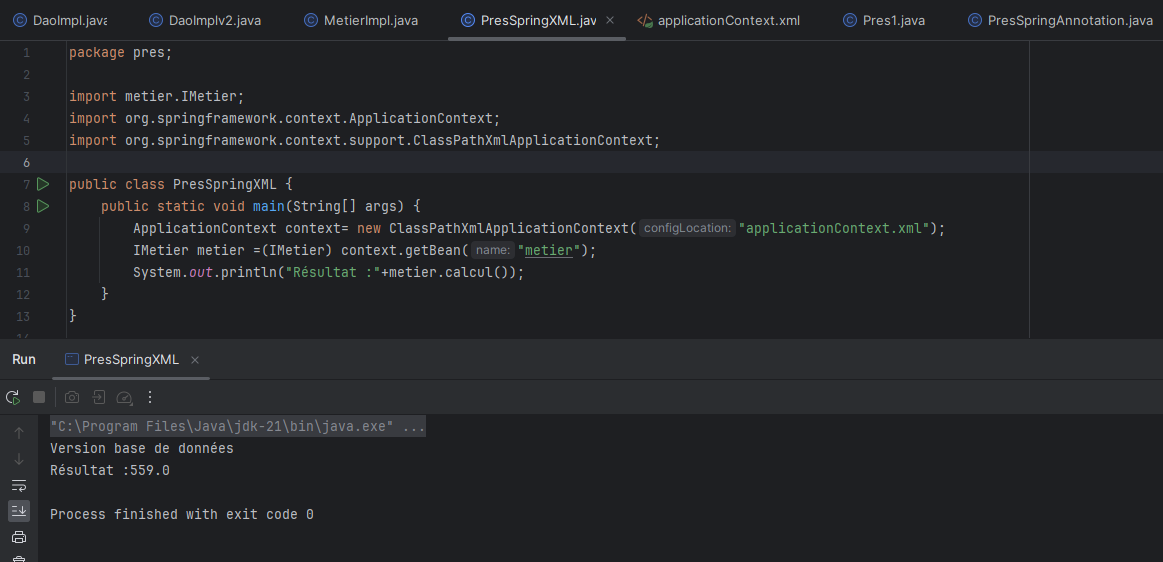 DaoImpl.java DaoImplv2.java MetierImpl.java PresSpringXML.java applicationContext.xml Pres1.java PresSpringAnnotation.java
1 package pres;
2
3 import metier.IMetier;
4 import org.springframework.context.ApplicationContext;
5 import org.springframework.context.support.ClassPathXmlApplicationContext;
6
7 public class PresSpringXML {
8 public static void main(String[] args) {
9 ApplicationContext context= new ClassPathXmlApplicationContext( configLocation: "applicationContext.xml");
10 IMetier metier =(IMetier) context.getBean( name: "metier");
11 System.out.println("Résultat :"+metier.calcul());
12 }
13 }
Run PresSpringXML
"C:\Program Files\Java\jdk-21\bin\java.exe" ...
Version base de données
Résultat :559.0
Process finished with exit code 0